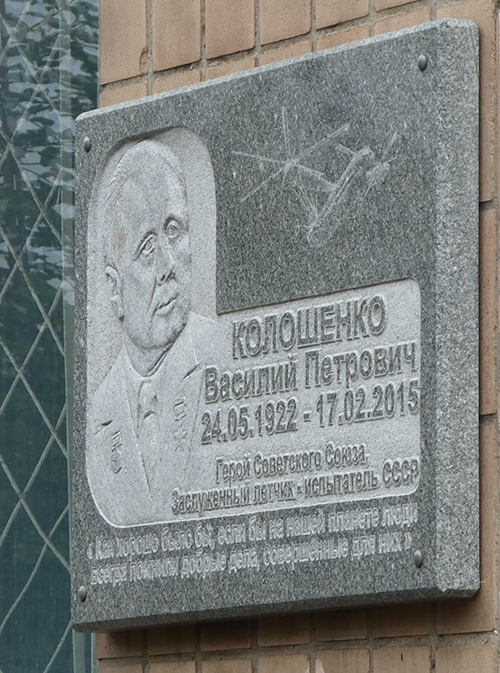 КОЛОШЕНКО
Василий Петрович
24.05.1922 - 17.02.2015
Герой Советского Союза,
Заслуженный летчик - испытатель СССР
«Как хорошо было бы, если бы на нашей планете люди
всегда помнили добрые дела, совершенные для них»